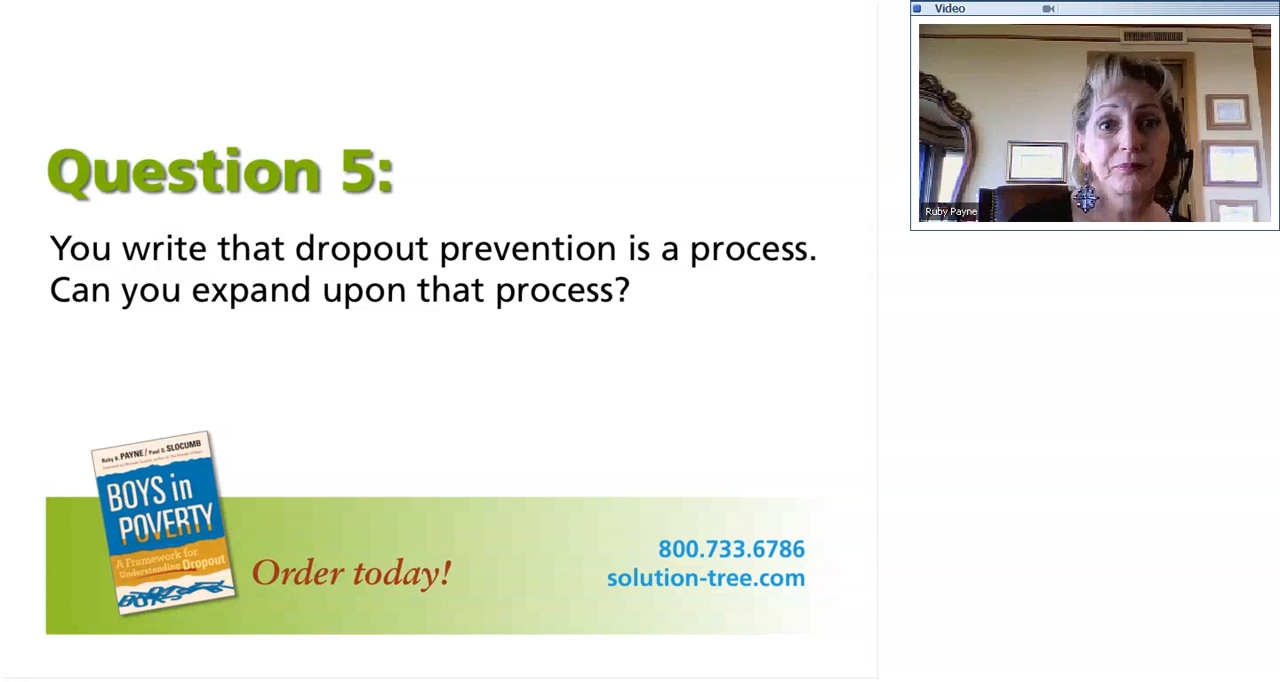 Video
Ruby Payne
Question 5:
You write that dropout prevention is a process.
Can you expand upon that process?
Ruby K. PAYNE / Paul D. SLOCUMB
BOYS in
POVERTY
A Framework for
Understanding Dropout
Order today!
800.733.6786
solution-tree.com